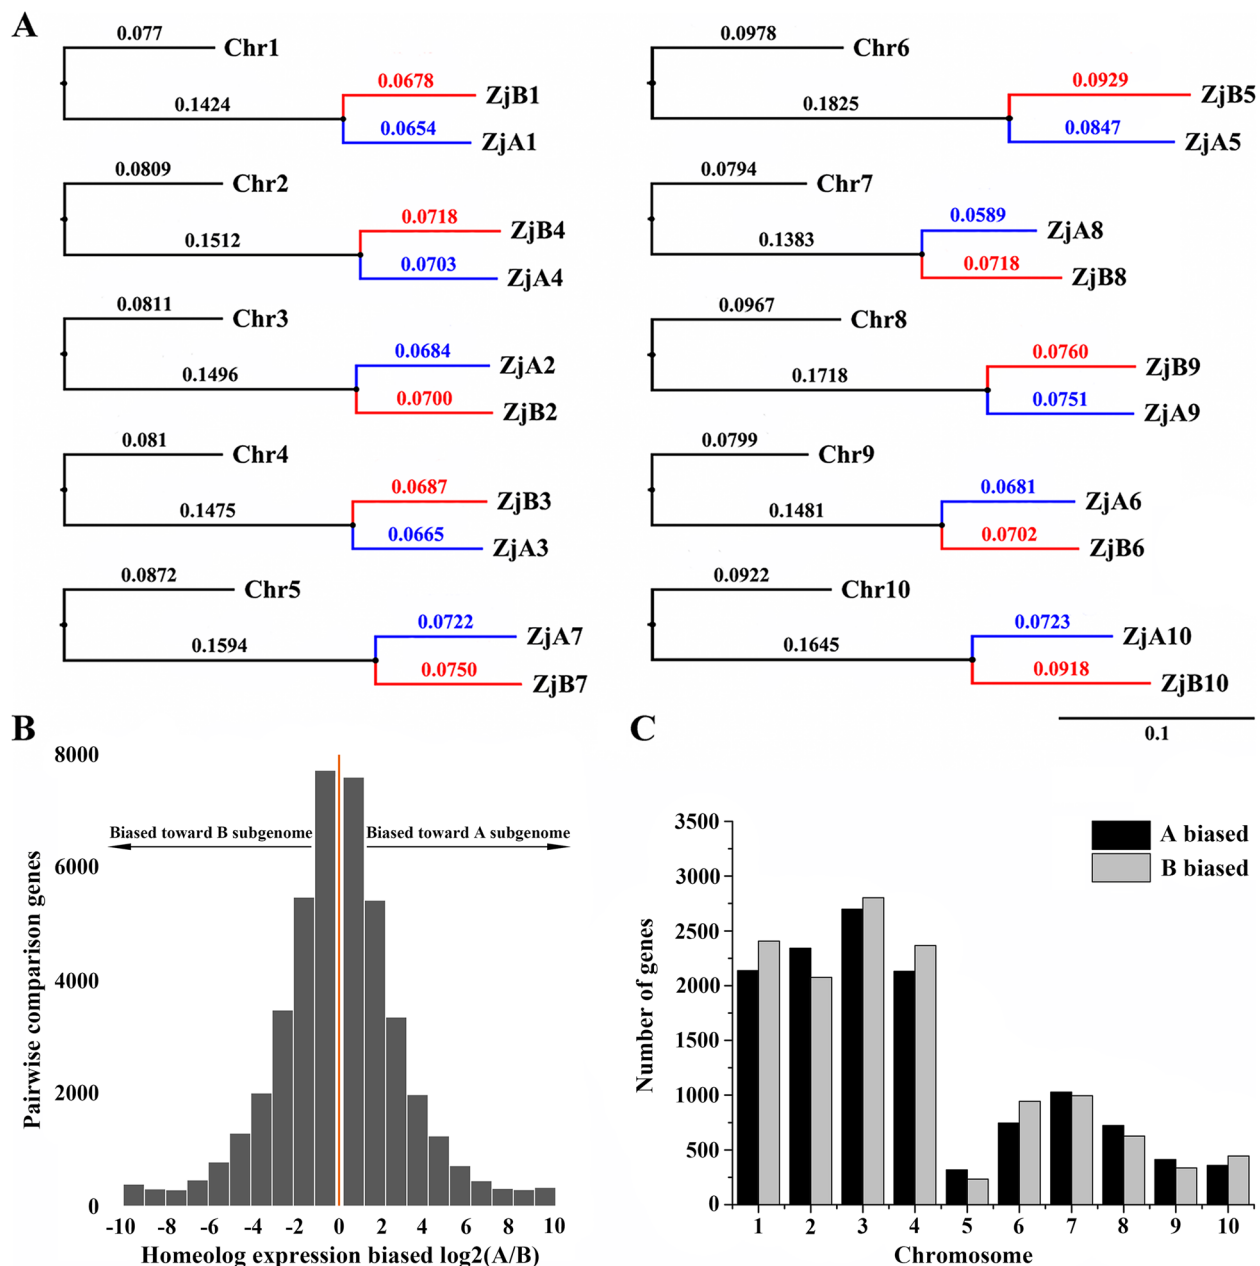 A
0.077
Chr1
0.0678
ZjB1
0.1424
0.0654
ZjA1
0.0809
Chr2
0.0718
ZjB4
0.1512
0.0703
ZjA4
0.0811
Chr3
0.0684
ZjA2
0.1496
0.0700
ZjB2
0.081
Chr4
0.0687
ZjB3
0.1475
0.0665
ZjA3
0.0872
Chr5
0.0722
ZjA7
0.1594
0.0750
ZjB7
0.0978
Chr6
0.0929
ZjB5
0.1825
0.0847
ZjA5
0.0794
Chr7
0.0589
ZjA8
0.1383
0.0718
ZjB8
0.0967
Chr8
0.0760
ZjB9
0.1718
0.0751
ZjA9
0.0799
Chr9
0.0681
ZjA6
0.1481
0.0702
ZjB6
0.0922
Chr10
0.0723
ZjA10
0.1645
0.0918
ZjB10
0.1
B
8000
6000
4000
2000
0
Pairwise comparison genes
Biased toward B subgenome
Biased toward A subgenome
-10 -8 -6 -4 -2 0 2 4 6 8 10
Homeolog expression biased log2(A/B)
C
3500
3000
2500
2000
1500
1000
500
0
Number of genes
A biased
B biased
1 2 3 4 5 6 7 8 9 10
Chromosome